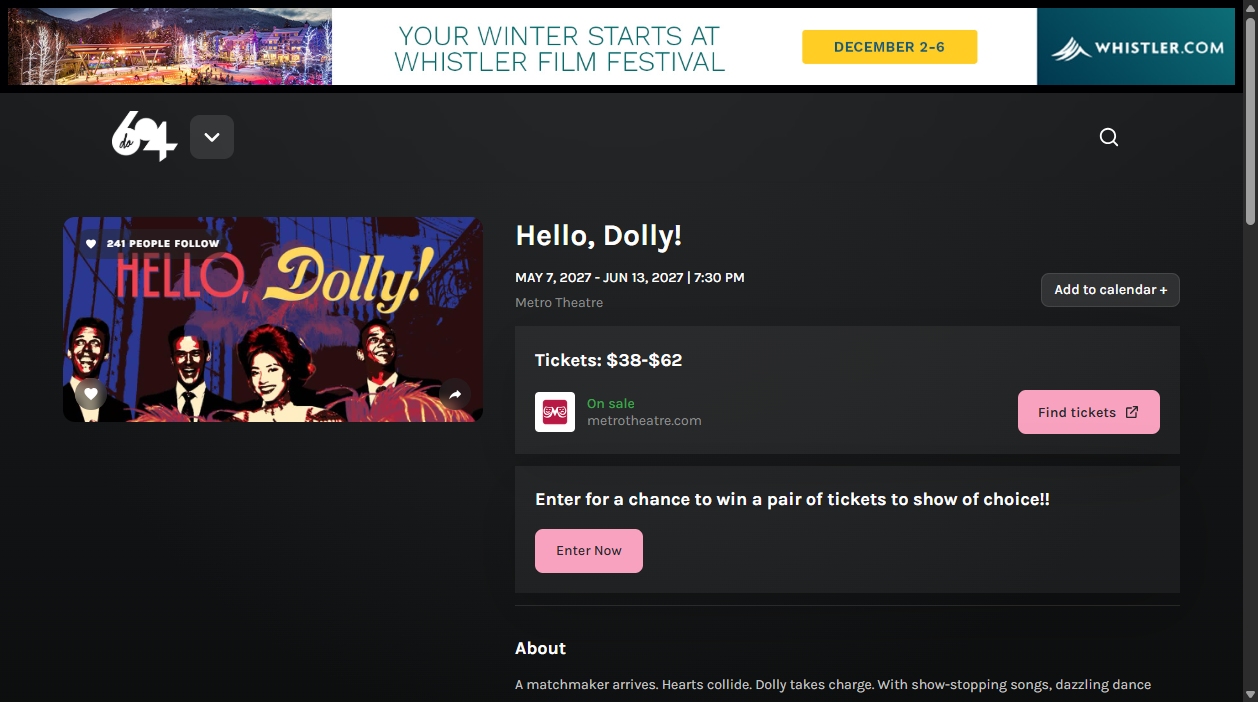 YOUR WINTER STARTS AT
WHISTLER FILM FESTIVAL
DECEMBER 2-6
WHISTLER.COM
do604
241 PEOPLE FOLLOW
HELLO, Dolly!
Hello, Dolly!
MAY 7, 2027 - JUN 13, 2027 | 7:30 PM
Metro Theatre
Add to calendar +
Tickets: $38-$62
On sale
metrotheatre.com
Find tickets
Enter for a chance to win a pair of tickets to show of choice!!
Enter Now
About
A matchmaker arrives. Hearts collide. Dolly takes charge. With show-stopping songs, dazzling dance